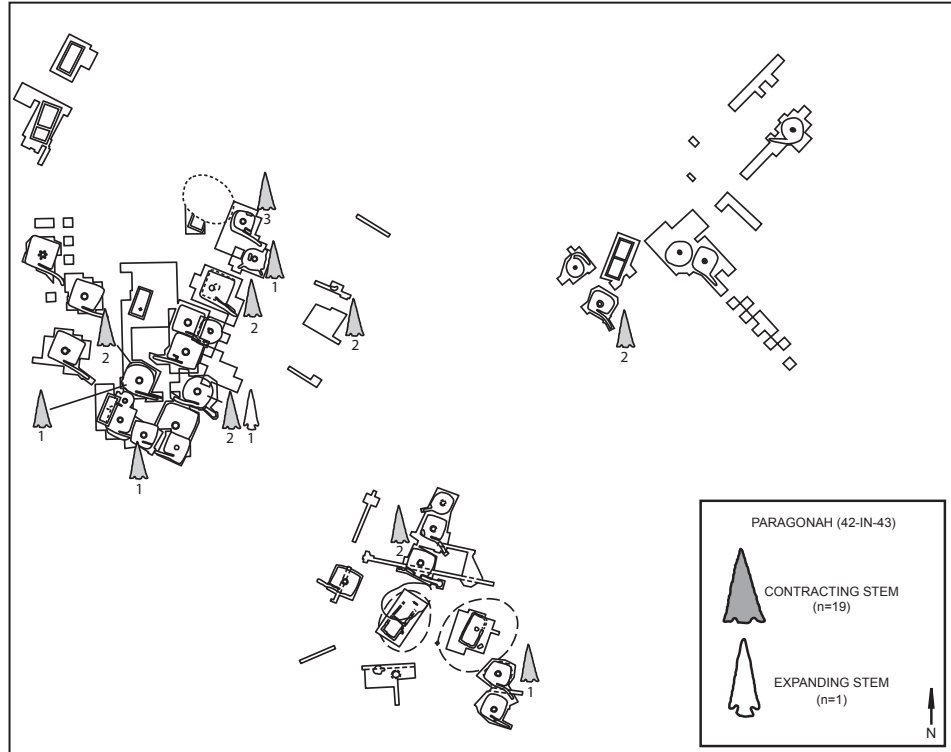 3
1
2
2
2
2
1
2
1
1
2
1
PARAGONAH (42-IN-43)
CONTRACTING STEM
(n=19)
EXPANDING STEM
(n=1)
N